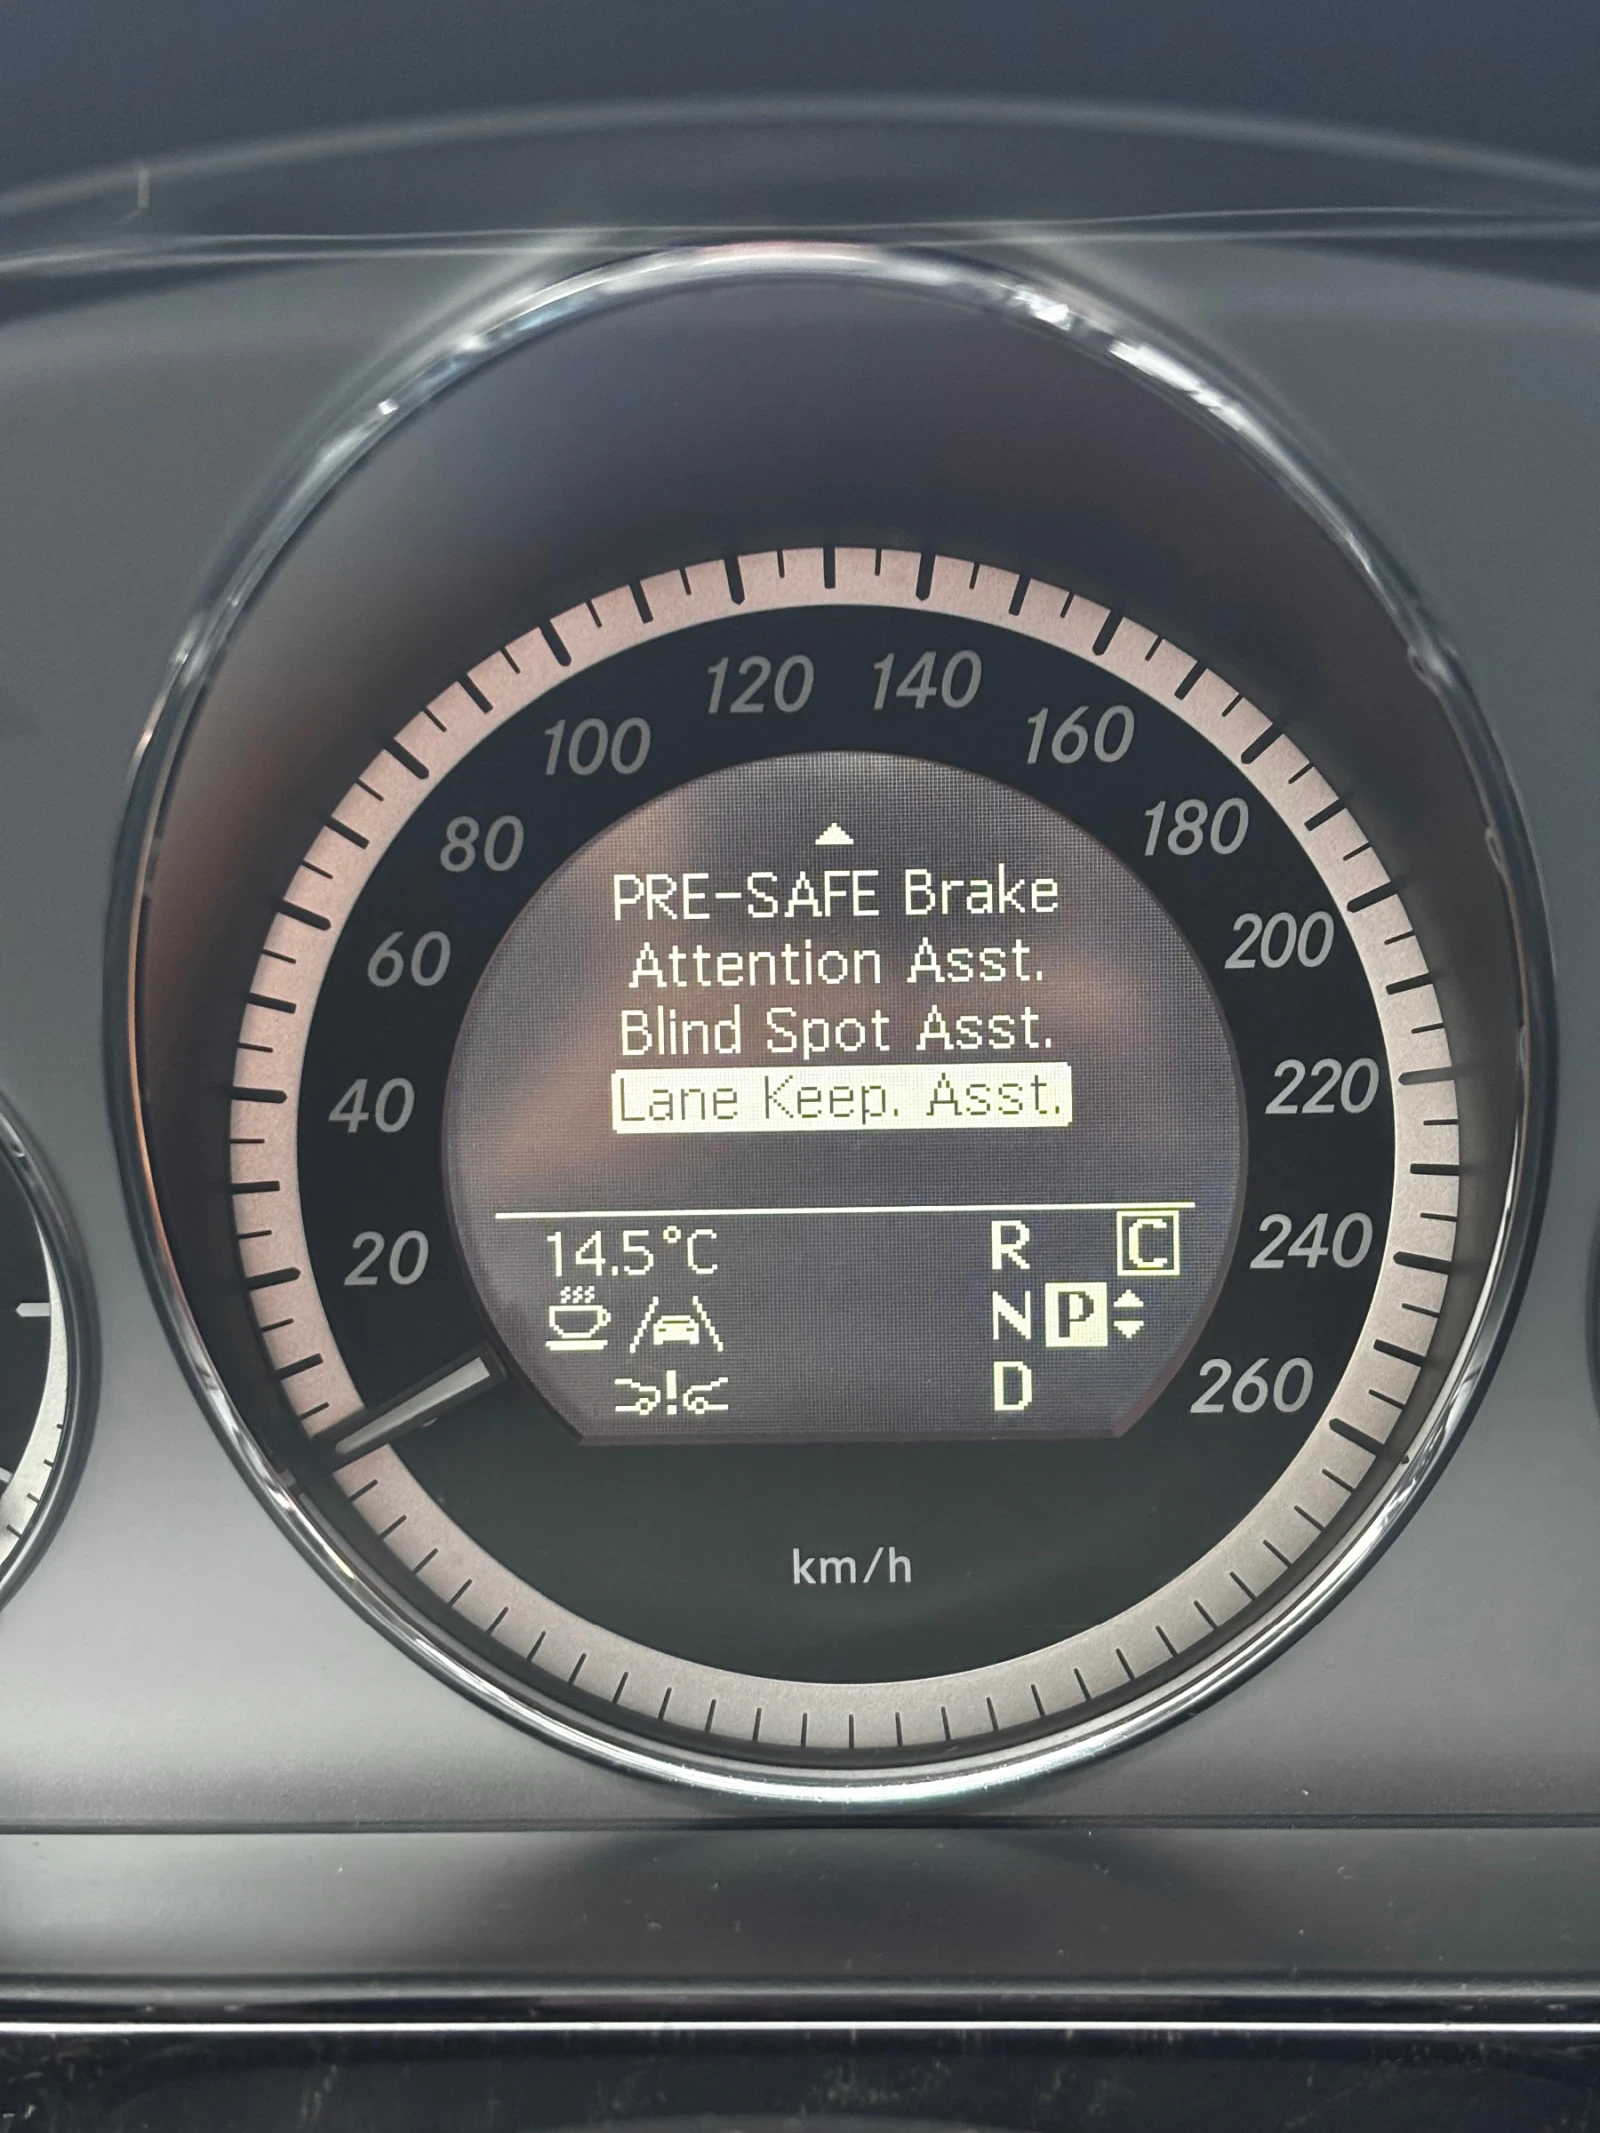 120 140
100 160
80 180
60 200
40 220
20 240
260
PRE-SAFE Brake
Attention Asst.
Blind Spot Asst.
Lane Keep. Asst.
14.5°C R C
N P
D
km/h